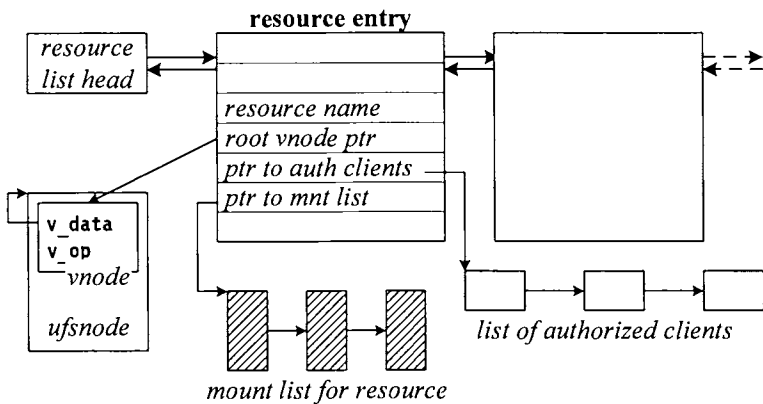 resource entry
resource
list head
resource name
root vnode ptr
ptr to auth clients
ptr to mnt list
v_data
v_op
vnode
ufsnode
list of authorized clients
mount list for resource